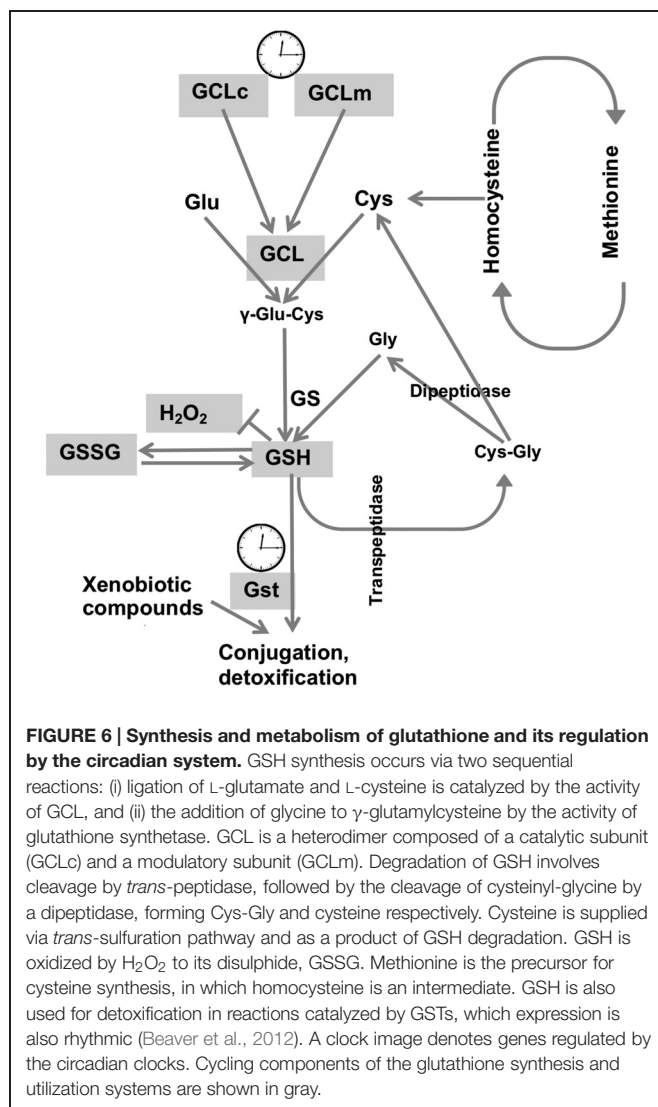 GCLc
GCLm
Glu
Cys
Homocysteine
Methionine
GCL
γ-Glu-Cys
Gly
GS
Dipeptidase
H₂O₂
GSSG
GSH
Cys-Gly
Transpeptidase
Gst
Xenobiotic
compounds
Conjugation,
detoxification
FIGURE 6 | Synthesis and metabolism of glutathione and its regulation
by the circadian system. GSH synthesis occurs via two sequential
reactions: (i) ligation of L-glutamate and L-cysteine is catalyzed by the activity
of GCL, and (ii) the addition of glycine to γ-glutamylcysteine by the activity of
glutathione synthetase. GCL is a heterodimer composed of a catalytic subunit
(GCLc) and a modulatory subunit (GCLm). Degradation of GSH involves
cleavage by trans-peptidase, followed by the cleavage of cysteinyl-glycine by
a dipeptidase, forming Cys-Gly and cysteine respectively. Cysteine is supplied
via trans-sulfuration pathway and as a product of GSH degradation. GSH is
oxidized by H₂O₂ to its disulphide, GSSG. Methionine is the precursor for
cysteine synthesis, in which homocysteine is an intermediate. GSH is also
used for detoxification in reactions catalyzed by GSTs, which expression is
also rhythmic (Beaver et al., 2012). A clock image denotes genes regulated by
the circadian clocks. Cycling components of the glutathione synthesis and
utilization systems are shown in gray.